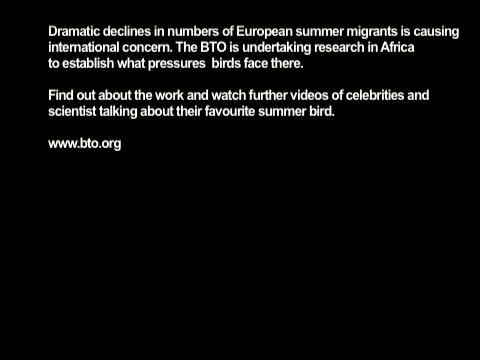 Dramatic declines in numbers of European summer migrants is causing
international concern. The BTO is undertaking research in Africa
to establish what pressures  birds face there.
Find out about the work and watch further videos of celebrities and
scientist talking about their favourite summer bird.
www.bto.org